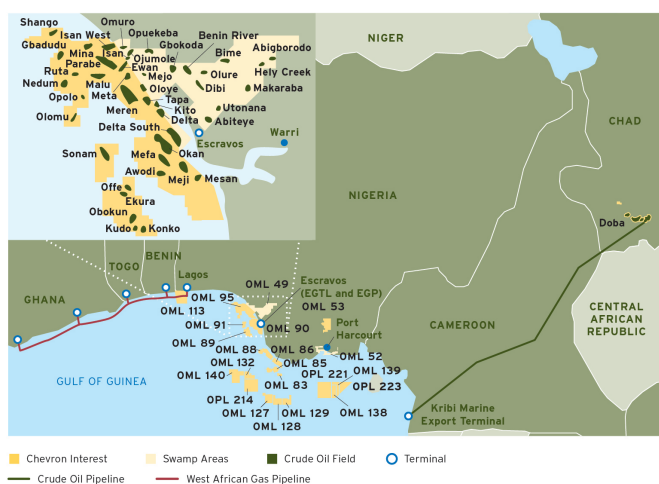 Shango
Omuro
Isan West
Opuekeba
Gbokoda
Benin River
Gbadudu
Isan
Ojumole
Bime
Abigborodo
Mina
Parabe
Ewan
Ruta
Mejo
Olure
Hely Creek
Nedum
Malu
Oloye
Dibi
Makaraba
Opolo
Meta
Tapa
Meren
Kito
Utonana
Olomu
Delta
Abiteye
Delta South
Escravos
Warri
Sonam
Mefa
Okan
Awodi
Meji
Mesan
Offe
Ekura
Obokun
Kudo
Konko
NIGER
CHAD
NIGERIA
Doba
BENIN
TOGO
Lagos
GHANA
OML 49
Escravos
(EGTL and EGP)
OML 95
OML 53
OML 113
CENTRAL
AFRICAN
REPUBLIC
OML 91
OML 90
Port
Harcourt
CAMEROON
OML 89
OML 88
OML 86
OML 52
OML 132
OML 85
OML 139
GULF OF GUINEA
OML 140
OPL 221
OML 83
OPL 223
OPL 214
Kribi Marine
Export Terminal
OML 127
OML 129
OML 138
OML 128
Chevron Interest
Swamp Areas
Crude Oil Field
Terminal
Crude Oil Pipeline
West African Gas Pipeline